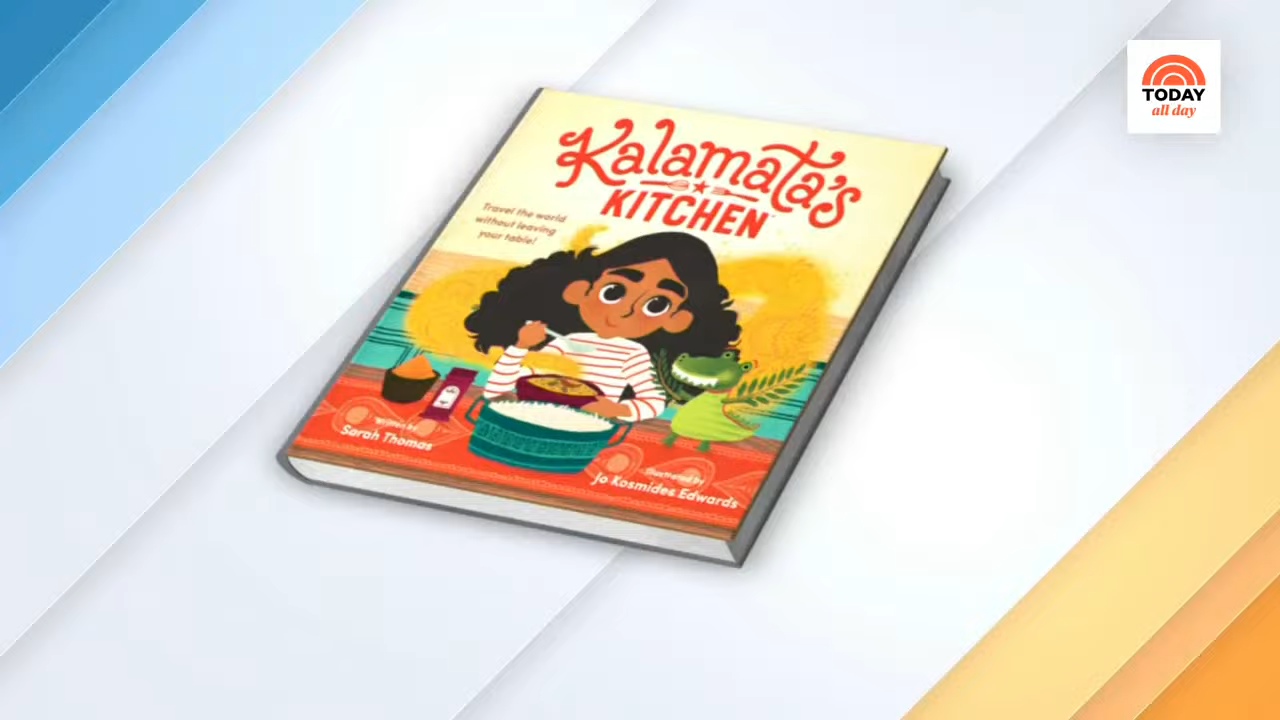 TODAY
all day
Kalamata's
KITCHEN
Travel the world
without leaving
your table!
Written by
Sarah Thomas
Illustrated by
Jo Kosmides Edwards